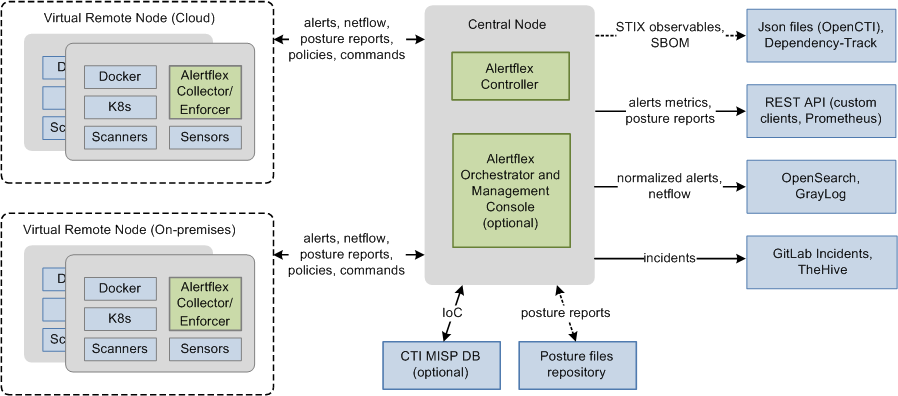 Virtual Remote Node (Cloud)
D
Sca
Docker
K8s
Scanners
Alertflex
Collector/
Enforcer
Sensors
alerts, netflow,
posture reports,
policies, commands
Central Node
Alertflex
Controller
Alertflex
Orchestrator and
Management
Console
(optional)
STIX observables,
SBOM
Json files (OpenCTI),
Dependency-Track
alerts metrics,
posture reports
REST API (custom
clients, Prometheus)
normalized alerts,
netflow
OpenSearch,
GrayLog
incidents
GitLab Incidents,
TheHive
Virtual Remote Node (On-premises)
D
Sca
Docker
K8s
Scanners
Alertflex
Collector/
Enforcer
Sensors
alerts, netflow,
posture reports,
policies, commands
IoC
posture reports
CTI MISP DB
(optional)
Posture files
repository